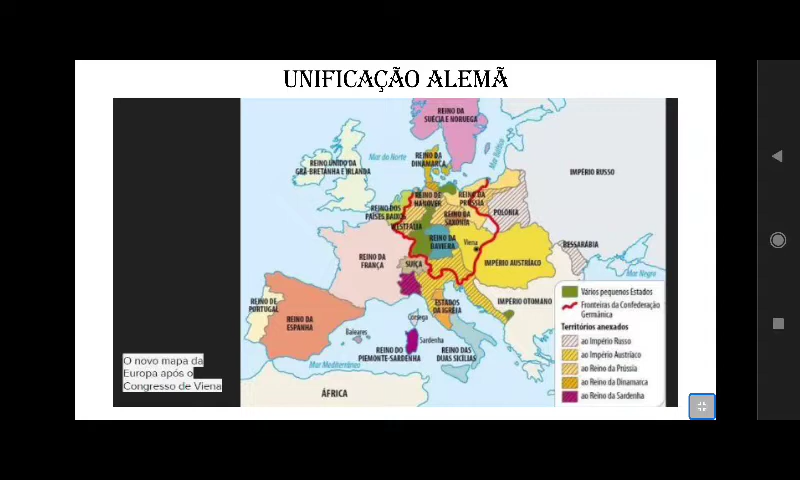 UNIFICAÇÃO ALEMÃ
REINO DA
SUÉCIA E NORUEGA
Mar do Norte
REINO DA
DINAMARCA
Mar Báltico
IMPÉRIO RUSSO
REINO UNIDO DA
GRÃ-BRETANHA E IRLANDA
REINO DOS
PAÍSES BAIXOS
REINO DE
HANOVER
REINO DA
PRÚSSIA
POLÔNIA
WESTFÁLIA
REINO DA
SAXÔNIA
REINO DA
BAVIERA
Viena
REINO DA
FRANÇA
SUÍÇA
IMPÉRIO AUSTRÍACO
BESSARÁBIA
Mar Negro
REINO DE
PORTUGAL
REINO DA
ESPANHA
Baleares
Córsega
ESTADOS
DA IGREJA
IMPÉRIO OTOMANO
Sardenha
REINO DO
PIEMONTE-SARDENHA
REINO DAS
DUAS SICÍLIAS
Mar Mediterrâneo
ÁFRICA
Vários pequenos Estados
Fronteiras da Confederação
Germânica
Territórios anexados
ao Império Russo
ao Império Austríaco
ao Reino da Prússia
ao Reino da Dinamarca
ao Reino da Sardenha
O novo mapa da
Europa após o
Congresso de Viena